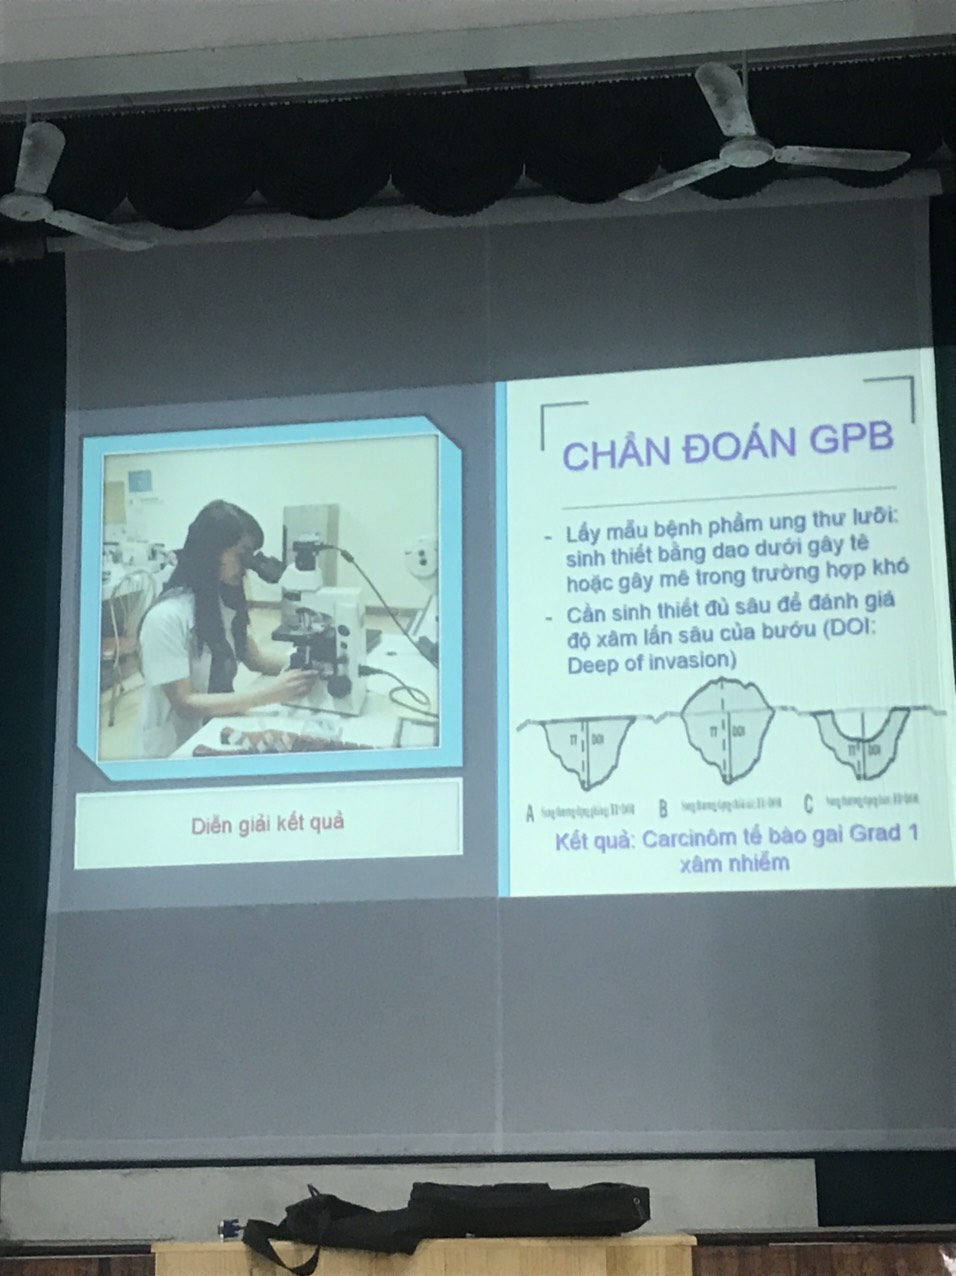 CHẨN ĐOÁN GPB
- Lấy mẫu bệnh phẩm ung thư lưỡi:
sinh thiết bằng dao dưới gây tê
hoặc gây mê trong trường hợp khó
- Cần sinh thiết đủ sâu để đánh giá
độ xâm lấn sâu của bướu (DOI:
Deep of invasion)
TT DOI
TT DOI
TT DOI
A
B
C
Kết quả: Carcinôm tế bào gai Grad 1
xâm nhiễm
Diễn giải kết quả